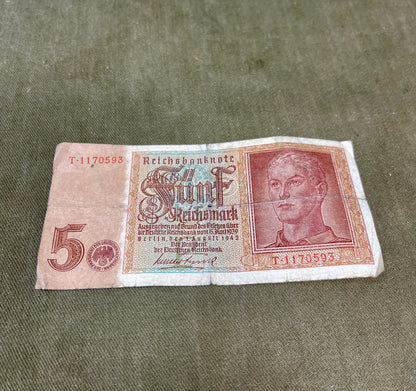 T·1170593
Reichsbanknote
Fünf
Reichsmark
Ausgegeben auf Grund des Gesetzes über
die Deutsche Reichsbank vom 15. Juni 1939
Berlin, den 1. August 1942
Das Präsident
der Deutschen Reichsbank
5
T·1170593